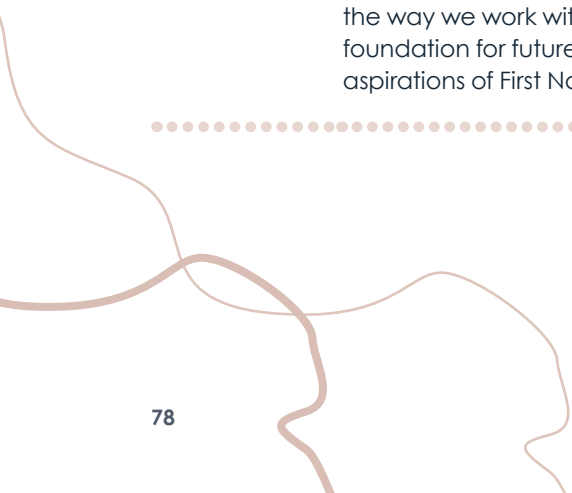 the way we work wit
foundation for future
aspirations of First Na
78